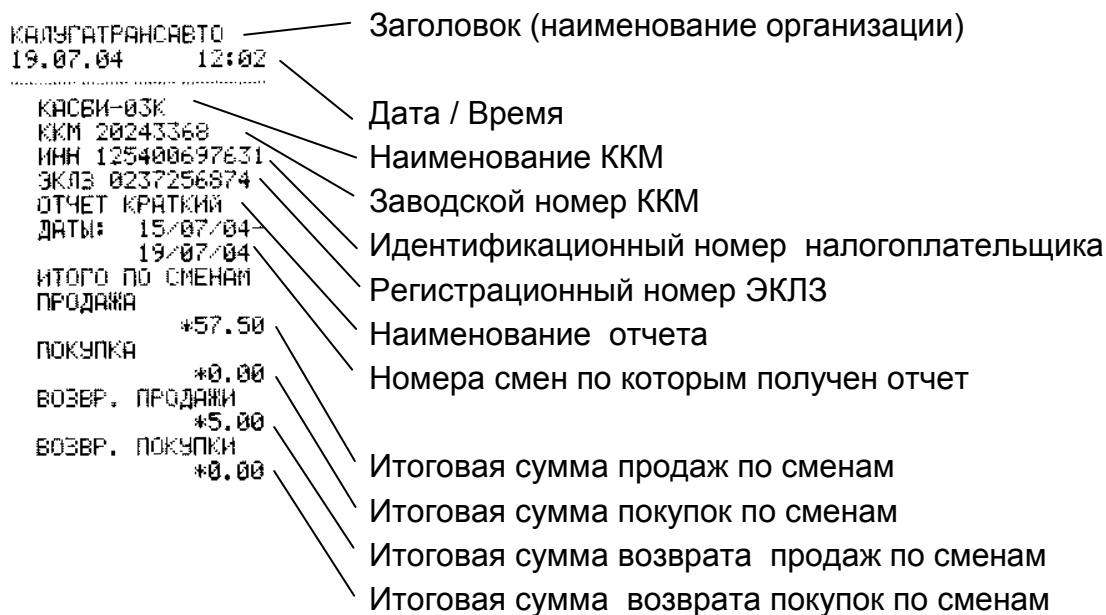 КАЛУГАТРАНСАВТО
19.07.04 12:02
КАСБИ-03К
ККМ 20243368
ИНН 125400697631
ЭКЛЗ 0237256874
ОТЧЕТ КРАТКИЙ
ДАТЫ: 15/07/04-
19/07/04
ИТОГО ПО СМЕНАМ
ПРОДАЖА
*57.50
ПОКУПКА
*0.00
ВОЗВР. ПРОДАЖИ
*5.00
ВОЗВР. ПОКУПКИ
*0.00
Заголовок (наименование организации)
Дата / Время
Наименование ККМ
Заводской номер ККМ
Идентификационный номер налогоплательщика
Регистрационный номер ЭКЛЗ
Наименование отчета
Номера смен по которым получен отчет
Итоговая сумма продаж по сменам
Итоговая сумма покупок по сменам
Итоговая сумма возврата продаж по сменам
Итоговая сумма возврата покупок по сменам